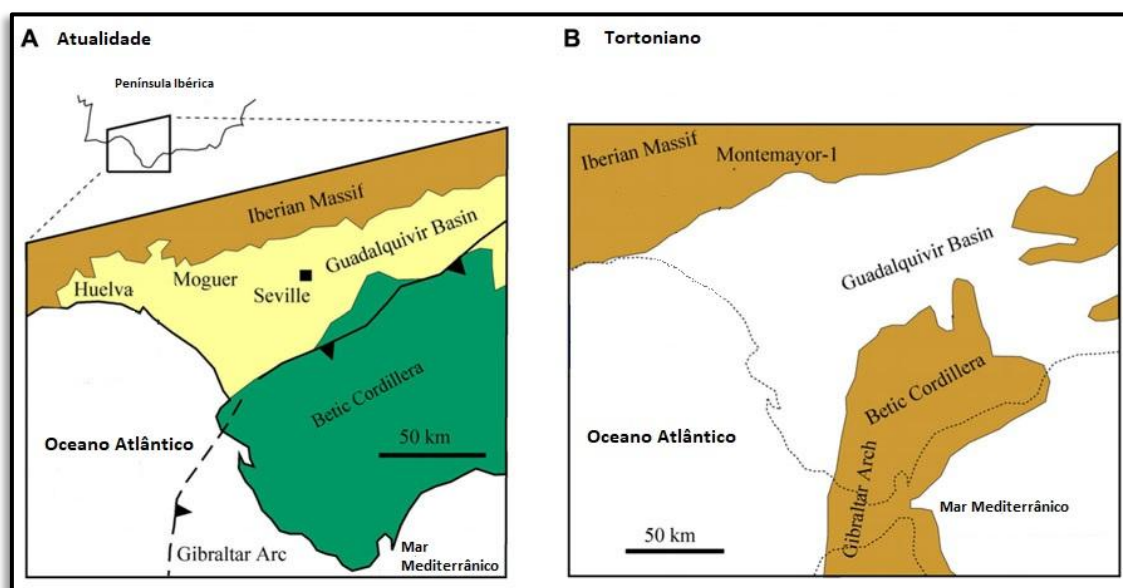 A Atualidade
Península Ibérica
Iberian Massif
Guadalquivir Basin
Moguer
Huelva
Seville
Betic Cordillera
50 km
Oceano Atlântico
Gibraltar Arc
Mar
Mediterrânico
B Tortoniano
Iberian Massif
Montemayor-1
Guadalquivir Basin
Betic Cordillera
Oceano Atlântico
Gibraltar Arch
Mar Mediterrânico
50 km